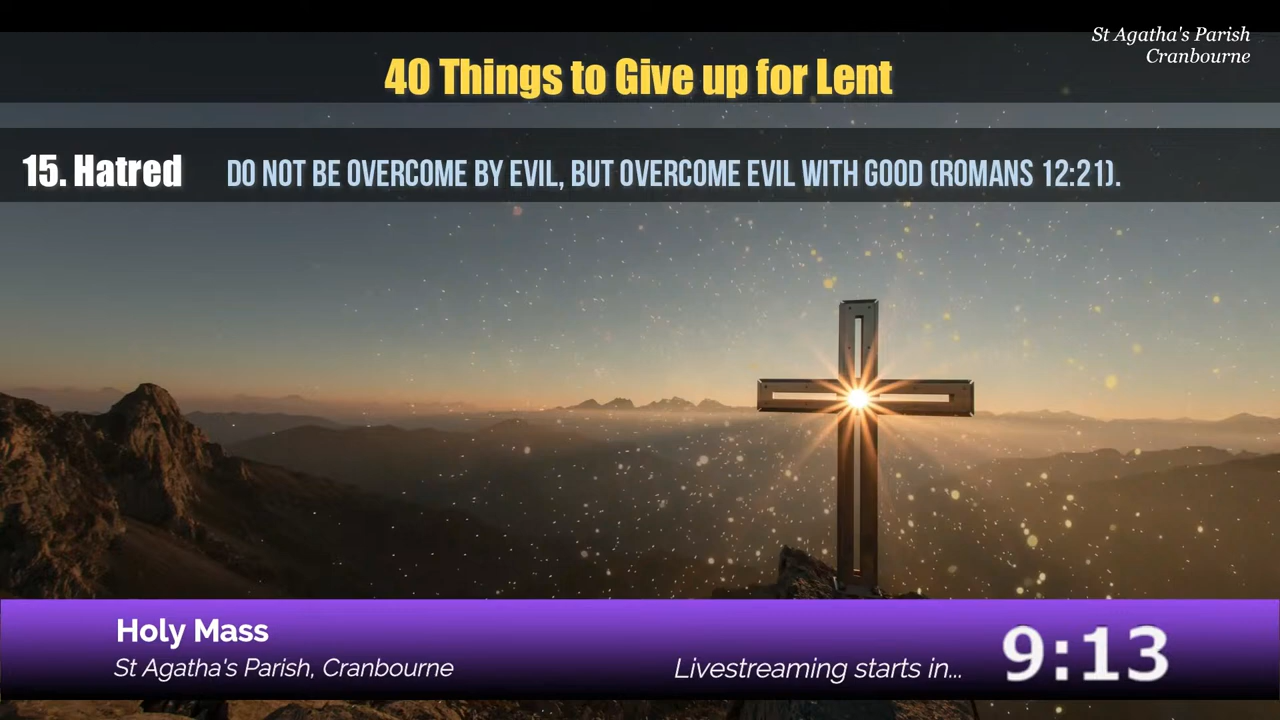 St Agatha's Parish
Cranbourne
40 Things to Give up for Lent
15. Hatred DO NOT BE OVERCOME BY EVIL, BUT OVERCOME EVIL WITH GOOD (ROMANS 12:21).
Holy Mass
St Agatha's Parish, Cranbourne
Livestreaming starts in... 9:13